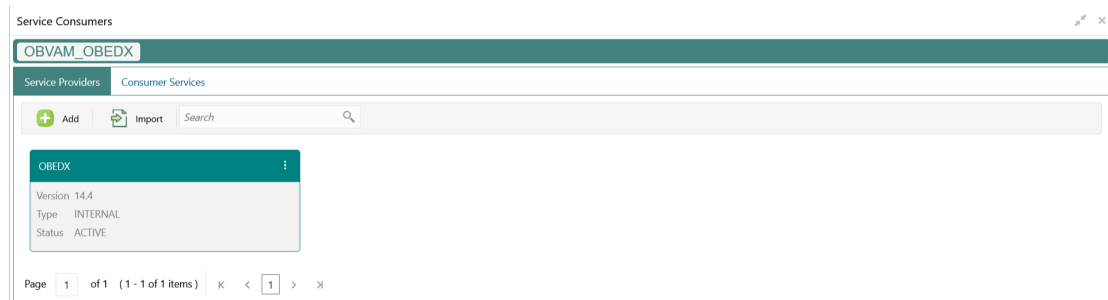 Service Consumers
OBVAM_OBEDX
Service Providers Consumer Services
Add Import Search
OBEDX
Version 14.4
Type INTERNAL
Status ACTIVE
Page 1 of 1 ( 1 - 1 of 1 items ) 1